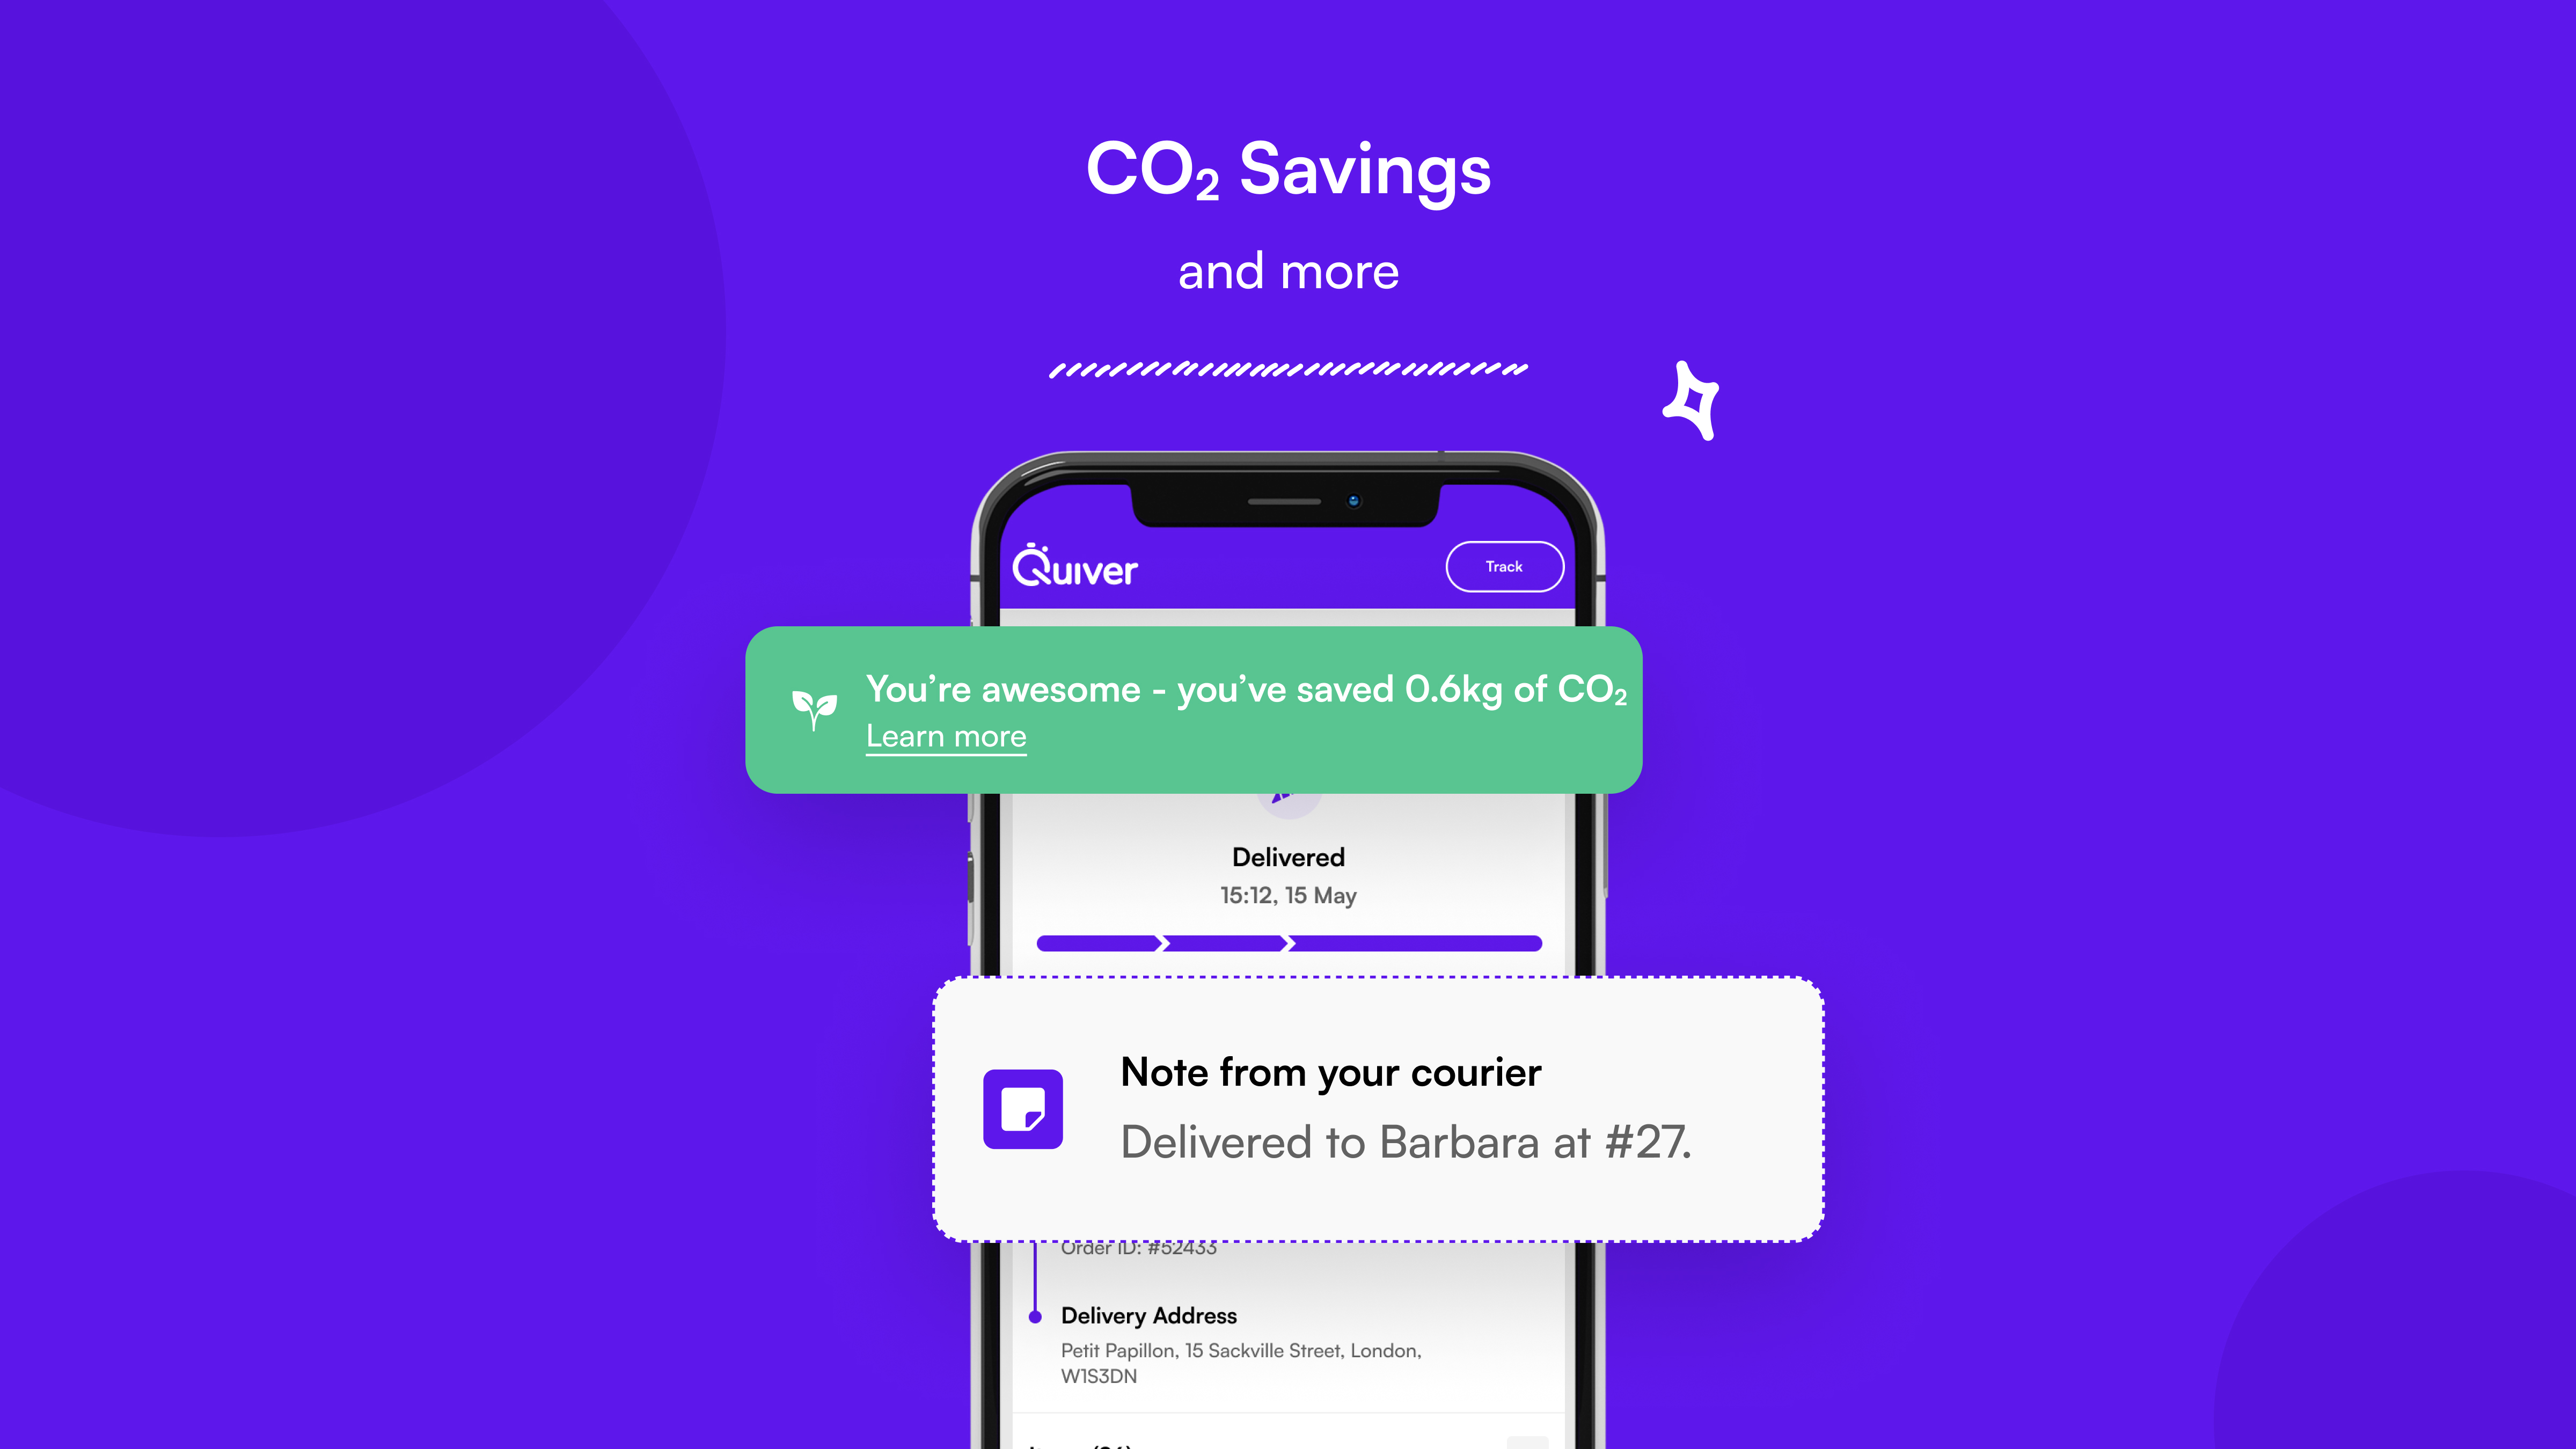 CO₂ Savings
and more
Quiver
Track
You’re awesome - you’ve saved 0.6kg of CO₂
Learn more
Delivered
15:12, 15 May
Note from your courier
Delivered to Barbara at #27.
Order ID: #52433
Delivery Address
Petit Papillon, 15 Sackville Street, London,
W1S3DN